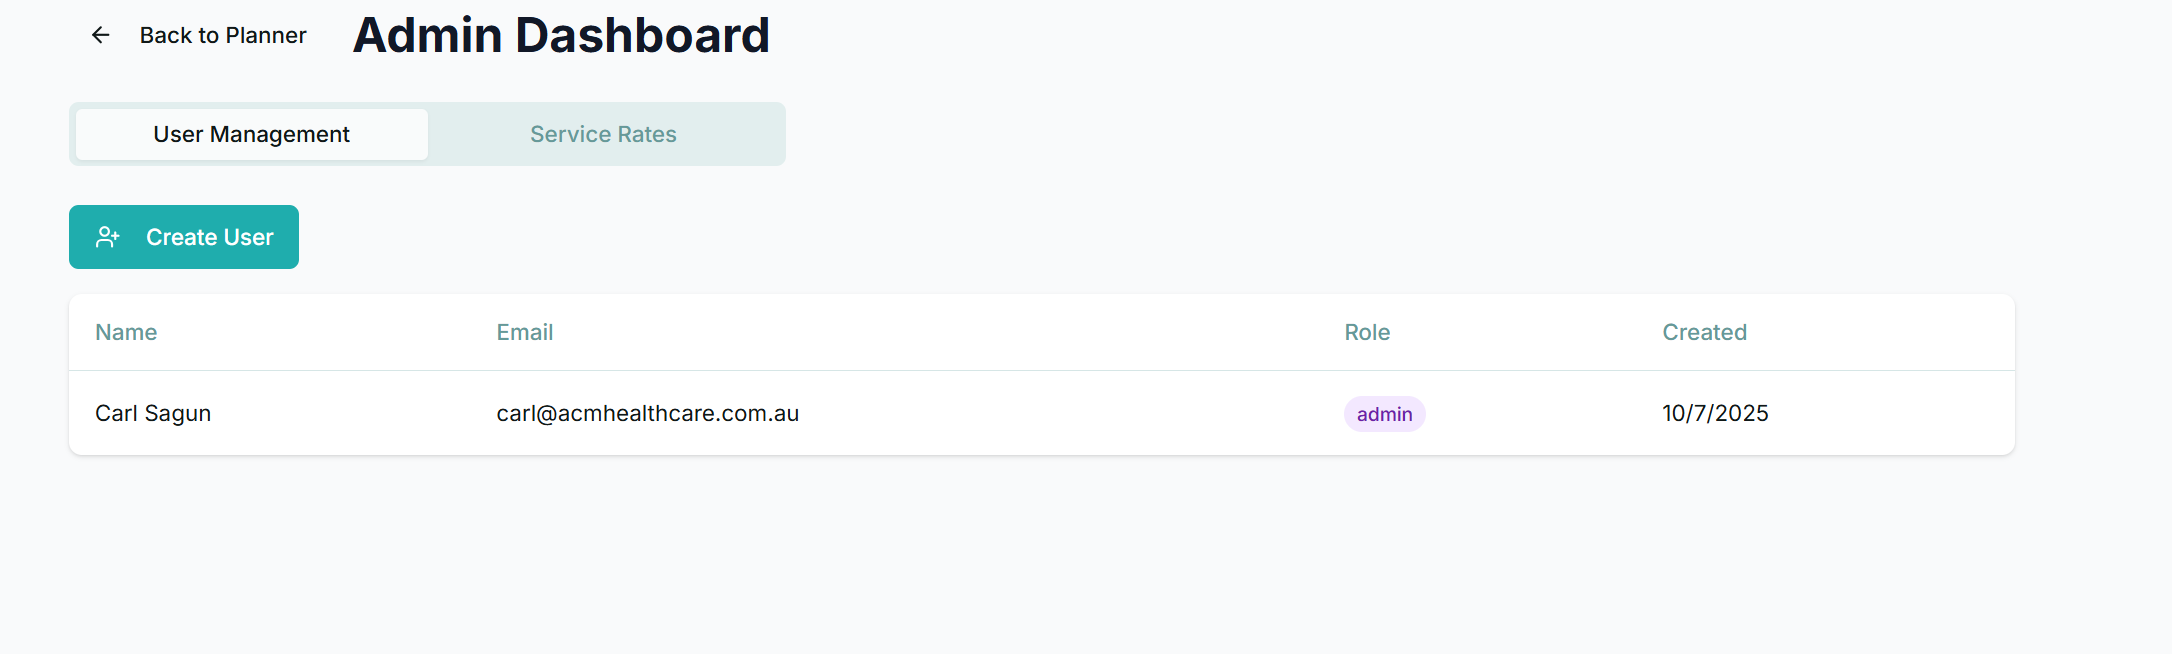 Back to Planner Admin Dashboard
User Management Service Rates
Create User
Name Email Role Created
Carl Sagun carl@acmhealthcare.com.au admin 10/7/2025